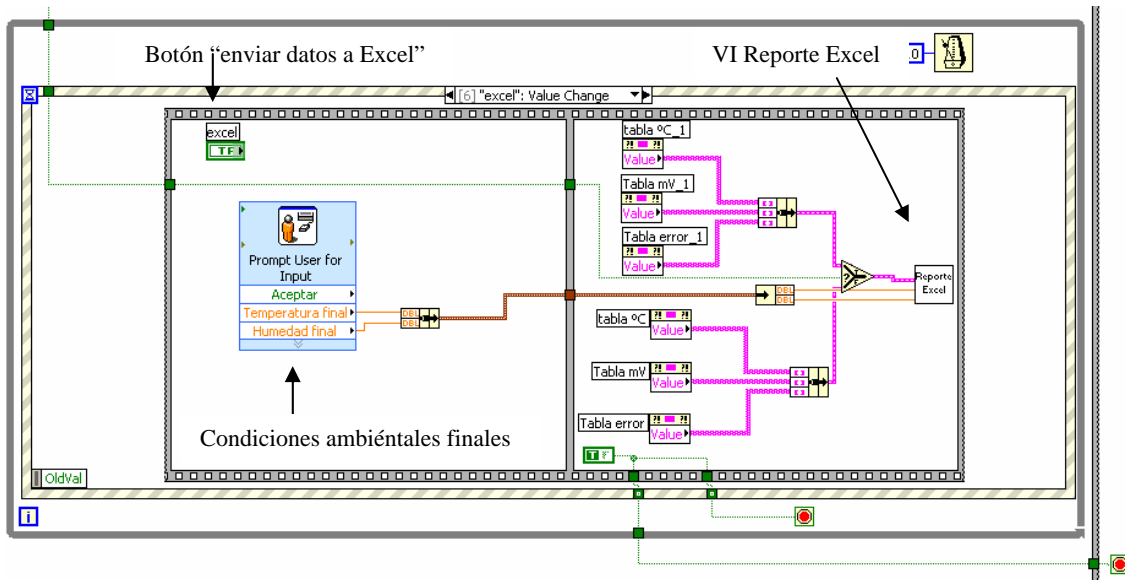 Botón “enviar datos a Excel”
VI Reporte Excel
0
[6] "excel": Value Change
excel
TF
Prompt User for
Input
Aceptar
Temperatura final
Humedad final
DBL
DBL
Condiciones ambiéntales finales
tabla ºC_1
Value
Tabla mV_1
Value
Tabla error_1
Value
DBL
DBL
T
?
F
Reporte
Excel
tabla ºC
Value
Tabla mV
Value
Tabla error
Value
T F
OldVal
i